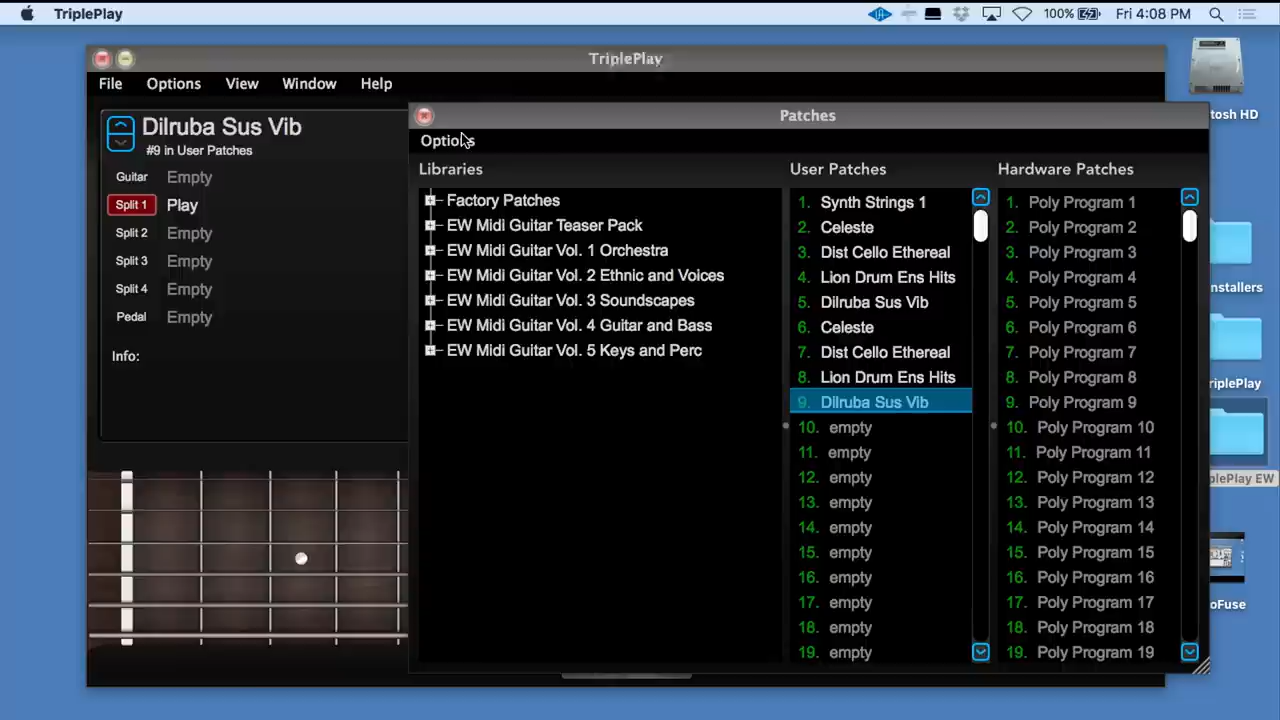 TriplePlay
100%
Fri 4:08 PM
TriplePlay
File Options View Window Help
Dilruba Sus Vib
#9 in User Patches
Guitar Empty
Split 1 Play
Split 2 Empty
Split 3 Empty
Split 4 Empty
Pedal Empty
Info:
Patches
Options
Libraries
Factory Patches
EW Midi Guitar Teaser Pack
EW Midi Guitar Vol. 1 Orchestra
EW Midi Guitar Vol. 2 Ethnic and Voices
EW Midi Guitar Vol. 3 Soundscapes
EW Midi Guitar Vol. 4 Guitar and Bass
EW Midi Guitar Vol. 5 Keys and Perc
User Patches
1. Synth Strings 1
2. Celeste
3. Dist Cello Ethereal
4. Lion Drum Ens Hits
5. Dilruba Sus Vib
6. Celeste
7. Dist Cello Ethereal
8. Lion Drum Ens Hits
9. Dilruba Sus Vib
10. empty
11. empty
12. empty
13. empty
14. empty
15. empty
16. empty
17. empty
18. empty
19. empty
Hardware Patches
1. Poly Program 1
2. Poly Program 2
3. Poly Program 3
4. Poly Program 4
5. Poly Program 5
6. Poly Program 6
7. Poly Program 7
8. Poly Program 8
9. Poly Program 9
10. Poly Program 10
11. Poly Program 11
12. Poly Program 12
13. Poly Program 13
14. Poly Program 14
15. Poly Program 15
16. Poly Program 16
17. Poly Program 17
18. Poly Program 18
19. Poly Program 19
tosh HD
nstallers
riplePlay
plePlay EW
oFuse